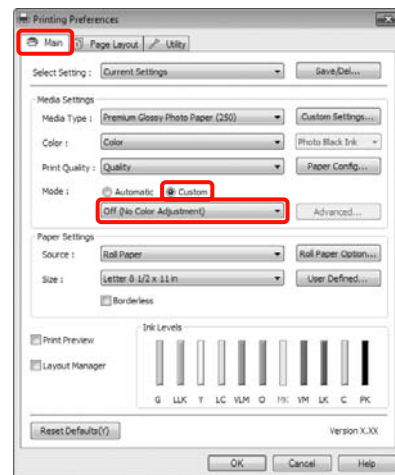 Printing Preferences
Main Page Layout Utility
Select Setting : Current Settings Save/Del...
Media Settings
Media Type : Premium Glossy Photo Paper (250) Custom Settings...
Color : Color Photo Black Ink
Print Quality : Quality Paper Config...
Mode : Automatic Custom
Off (No Color Adjustment) Advanced...
Paper Settings
Source : Roll Paper Roll Paper Option...
Size : Letter 8 1/2 x 11 in User Defined...
Borderless
Ink Levels
Print Preview
Layout Manager
G LLK Y LC VLM O MK VM LK C PK
Reset Defaults(Y) Version X.XX
OK Cancel Help